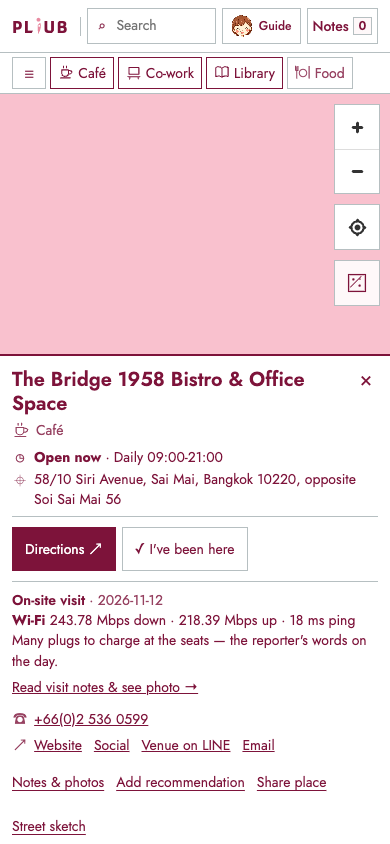 PLUB
Search
Guide
Notes 0
Café
Co-work
Library
Food
The Bridge 1958 Bistro & Office
Space
Café
Open now · Daily 09:00-21:00
58/10 Siri Avenue, Sai Mai, Bangkok 10220, opposite
Soi Sai Mai 56
Directions ↗
✓ I've been here
On-site visit · 2026-11-12
Wi-Fi 243.78 Mbps down · 218.39 Mbps up · 18 ms ping
Many plugs to charge at the seats — the reporter's words on
the day.
Read visit notes & see photo →
+66(0)2 536 0599
↗ Website Social Venue on LINE Email
Notes & photos Add recommendation Share place
Street sketch